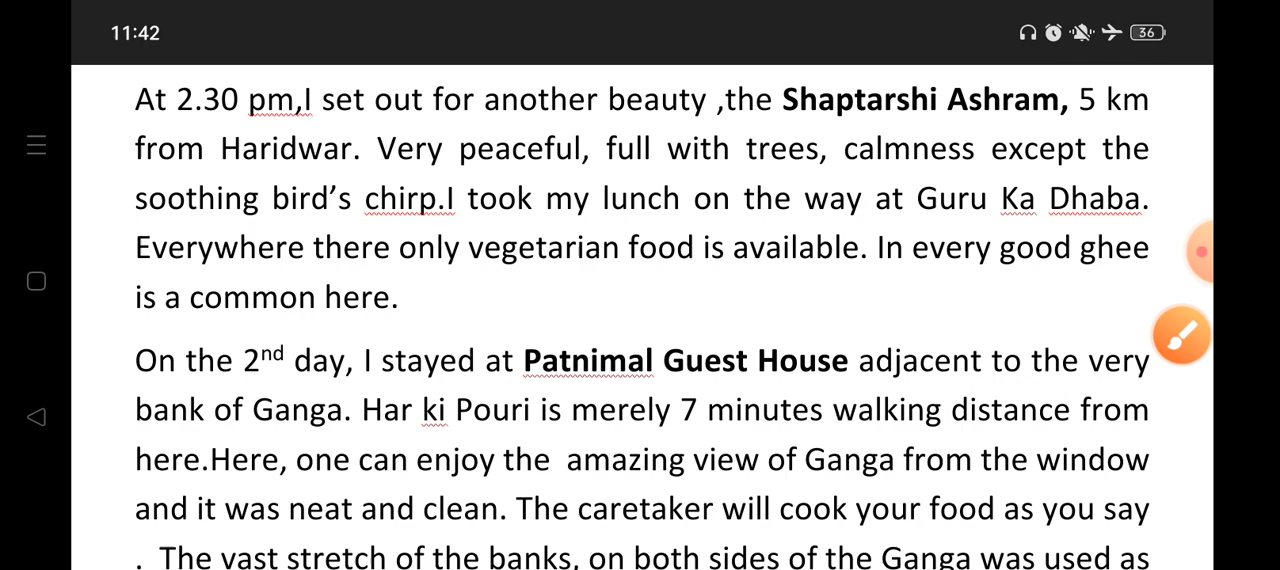 11:42
36
At 2.30 pm,I set out for another beauty ,the Shaptarshi Ashram, 5 km
from Haridwar. Very peaceful, full with trees, calmness except the
soothing bird’s chirp.I took my lunch on the way at Guru Ka Dhaba.
Everywhere there only vegetarian food is available. In every good ghee
is a common here.
On the 2nd day, I stayed at Patnimal Guest House adjacent to the very
bank of Ganga. Har ki Pouri is merely 7 minutes walking distance from
here.Here, one can enjoy the  amazing view of Ganga from the window
and it was neat and clean. The caretaker will cook your food as you say
.  The vast stretch of the banks, on both sides of the Ganga was used as